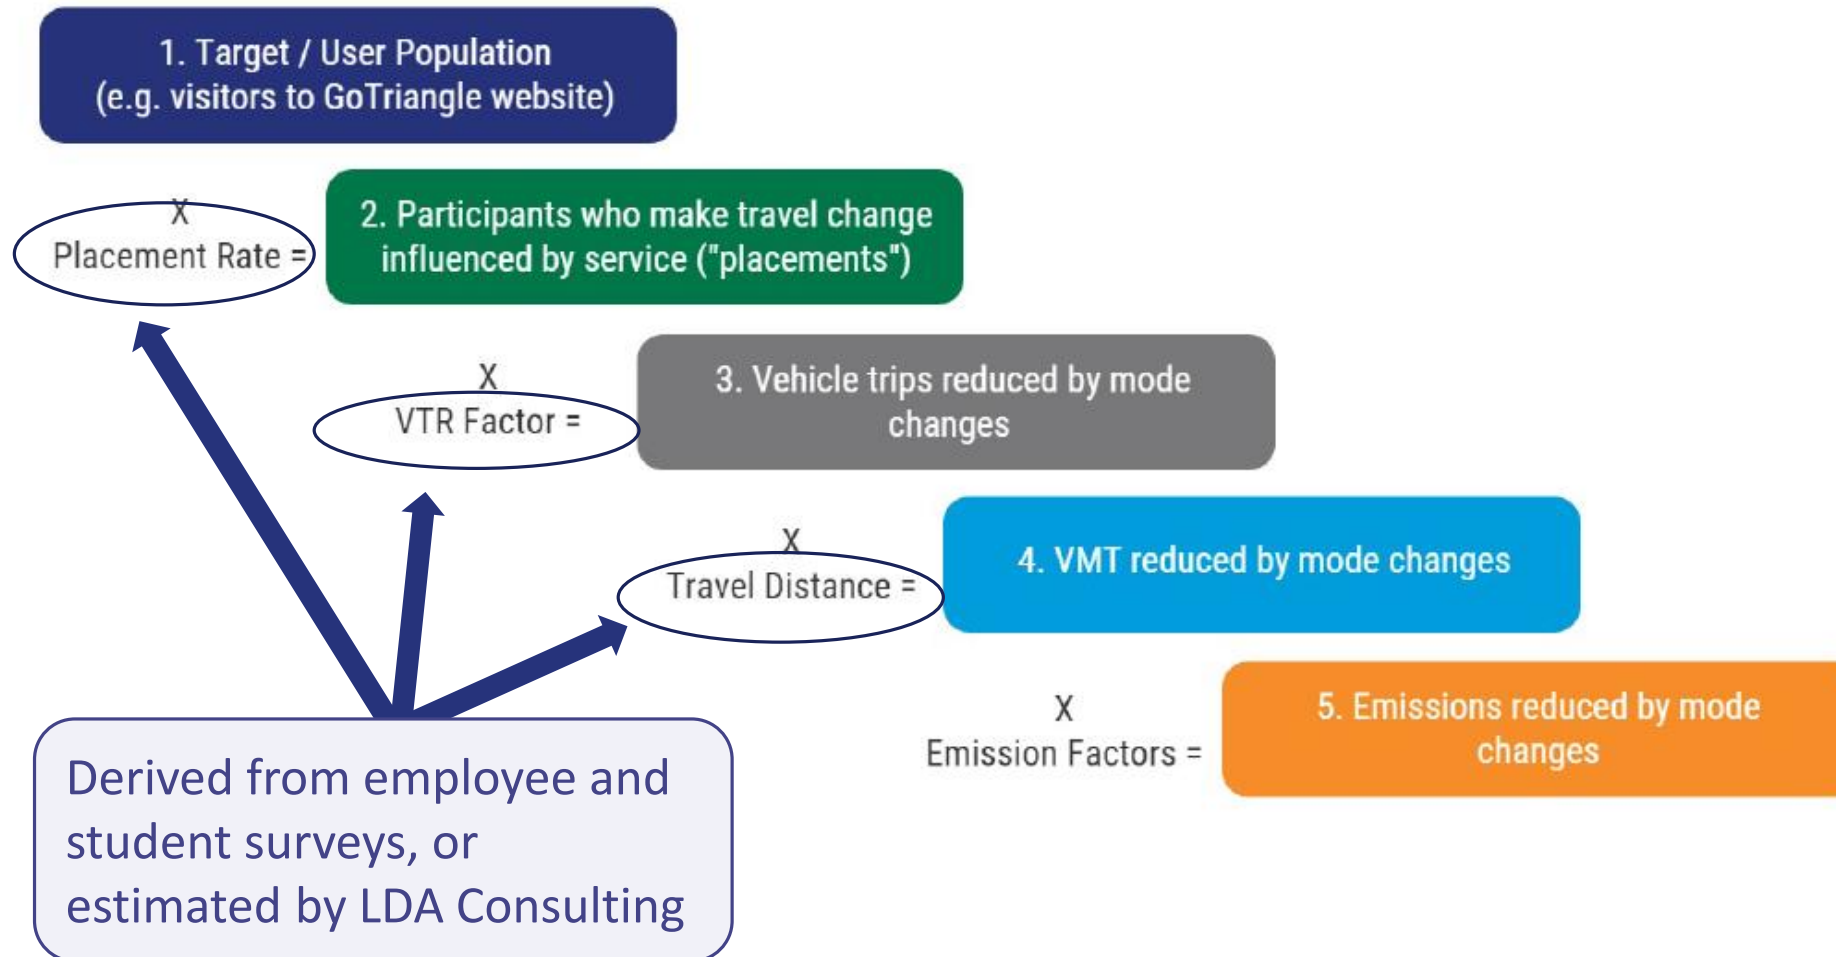 1. Target / User Population
(e.g. visitors to GoTriangle website)
X
Placement Rate =
2. Participants who make travel change
influenced by service ("placements")
X
VTR Factor =
3. Vehicle trips reduced by mode
changes
X
Travel Distance =
4. VMT reduced by mode changes
X
Emission Factors =
5. Emissions reduced by mode
changes
Derived from employee and
student surveys, or
estimated by LDA Consulting